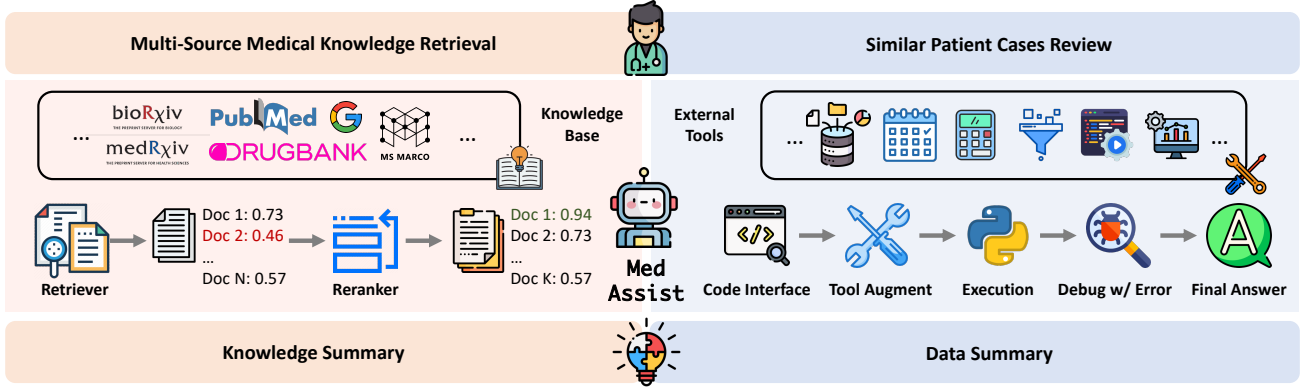 Multi-Source Medical Knowledge Retrieval
Similar Patient Cases Review
...
bioRχiv
THE PREPRINT SERVER FOR BIOLOGY
medRχiv
THE PREPRINT SERVER FOR HEALTH SCIENCES
PubMed
G
DRUGBANK
MS MARCO
...
Knowledge
Base
External
Tools
...
...
Doc 1: 0.73
Doc 2: 0.46
...
Doc N: 0.57
Doc 1: 0.94
Doc 2: 0.73
...
Doc K: 0.57
Retriever
Reranker
Med
Assist
</>
A
Code Interface
Tool Augment
Execution
Debug w/ Error
Final Answer
Knowledge Summary
Data Summary